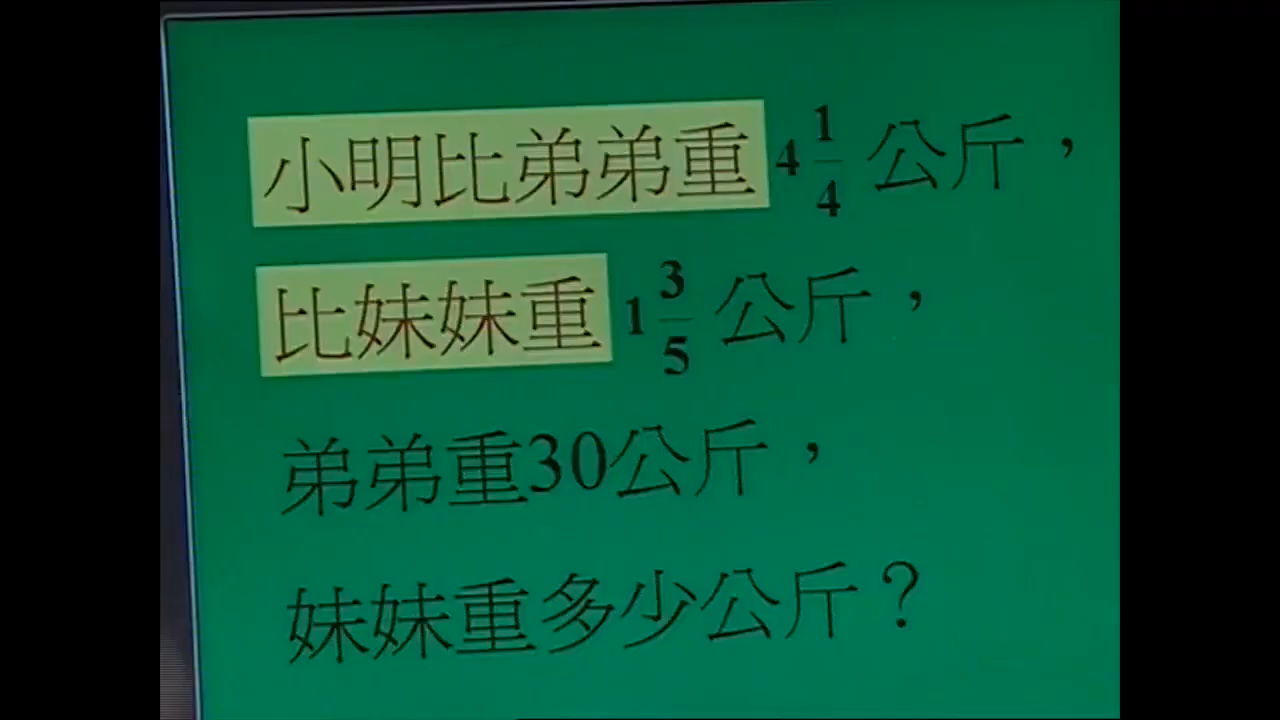 小明比弟弟重4 1/4 公斤，
比妹妹重1 3/5 公斤，
弟弟重30公斤，
妹妹重多少公斤？